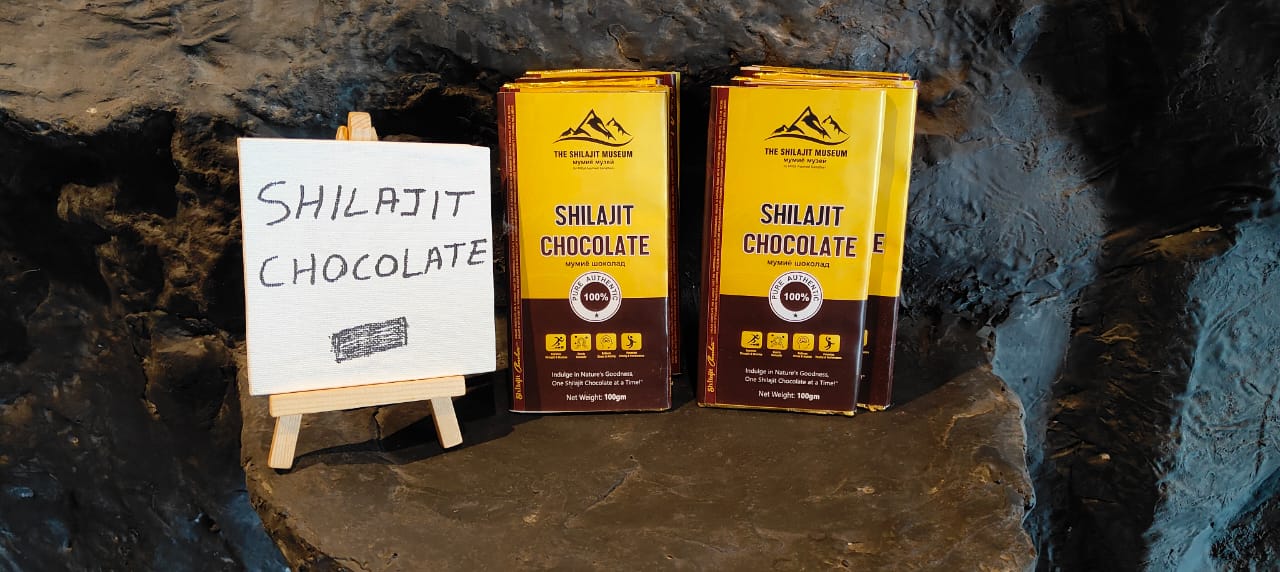 SHILAJIT
CHOCOLATE
THE SHILAJIT MUSEUM
мумиё музей
SHILAJIT
CHOCOLATE
мумиё шоколад
PURE AUTHENTIC
100%
Indulge in Nature's Goodness,
One Shilajit Chocolate at a Time!"
Net Weight: 100gm
THE SHILAJIT MUSEUM
мумиё музей
SHILAJIT
CHOCOLATE
мумиё шоколад
PURE AUTHENTIC
100%
Indulge in Nature's Goodness,
One Shilajit Chocolate at a Time!"
Net Weight: 100gm
E